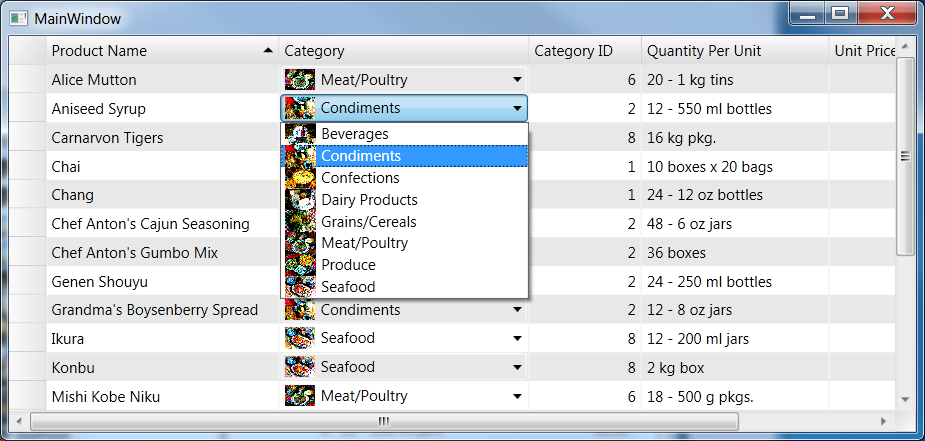 MainWindow
Product Name Category Category ID Quantity Per Unit Unit Price
Alice Mutton Meat/Poultry 6 20 - 1 kg tins
Aniseed Syrup Condiments 2 12 - 550 ml bottles
Carnarvon Tigers Beverages 8 16 kg pkg.
Condiments
Chai Confections 1 10 boxes x 20 bags
Chang Dairy Products 1 24 - 12 oz bottles
Chef Anton's Cajun Seasoning Grains/Cereals 2 48 - 6 oz jars
Chef Anton's Gumbo Mix Meat/Poultry 2 36 boxes
Produce
Genen Shouyu Seafood 2 24 - 250 ml bottles
Grandma's Boysenberry Spread Condiments 2 12 - 8 oz jars
Ikura Seafood 8 12 - 200 ml jars
Konbu Seafood 8 2 kg box
Mishi Kobe Niku Meat/Poultry 6 18 - 500 g pkgs.